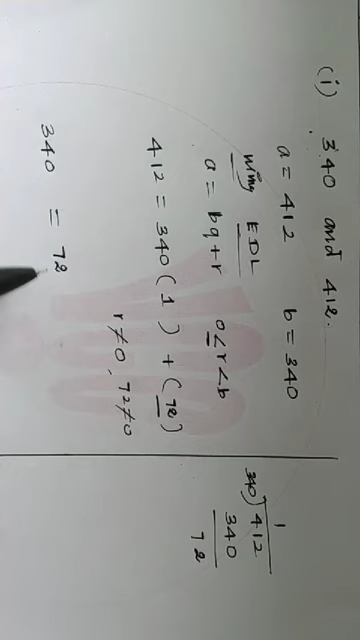 (i) 340 and 412.
a = 412 b = 340
using EDL
a = bq + r 0 < r < b
412 = 340 ( 1 ) + ( 72 )
r ≠ 0, 72 ≠ 0
340 = 72
1
340) 412
340
72